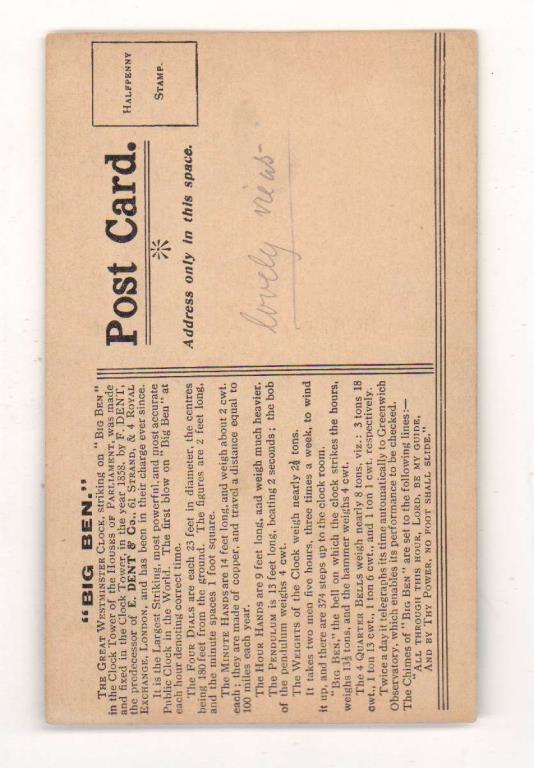 "BIG BEN."
THE GREAT WESTMINSTER CLOCK, striking on "BIG BEN"
in the Clock Tower of the HOUSES OF PARLIAMENT, was made
and fixed in the Clock Tower, in the year 1858, by F. DENT,
the predecessor of E. DENT & Co., 61 STRAND, & 4 ROYAL
EXCHANGE, LONDON, and has been in their charge ever since.
It is the Largest Striking, most powerful, and most accurate
Public Clock in the World. The first blow on "Big Ben" at
each hour denoting correct time.
The FOUR DIALS are each 23 feet in diameter, the centres
being 180 feet from the ground. The figures are 2 feet long,
and the minute spaces 1 foot square.
The MINUTE HANDS are 14 feet long, and weigh about 2 cwt.
each; they are made of copper, and travel a distance equal to
100 miles each year.
The HOUR HANDS are 9 feet long, and weigh much heavier.
The PENDULUM is 13 feet long, beating 2 seconds; the bob
of the pendulum weighs 4 cwt.
The WEIGHTS of the Clock weigh nearly 2½ tons.
It takes two men five hours, three times a week, to wind
it up, and there are 374 steps up to the clock room.
"BIG BEN," the bell on which the clock strikes the hours,
weighs 13½ tons, and the hammer weighs 4 cwt.
The 4 QUARTER BELLS weigh nearly 8 tons, viz.: 3 tons 18
cwt., 1 ton 13 cwt., 1 ton 6 cwt., and 1 ton 1 cwt. respectively.
Twice a day it telegraphs its time automatically to Greenwich
Observatory, which enables its performance to be checked.
The Chimes of "BIG BEN" are set to the following lines:—
"ALL THROUGH THIS HOUR, LORD, BE MY GUIDE,
AND BY THY POWER, NO FOOT SHALL SLIDE."
Post Card.
Address only in this space.
HALFPENNY
STAMP.
lovely views-